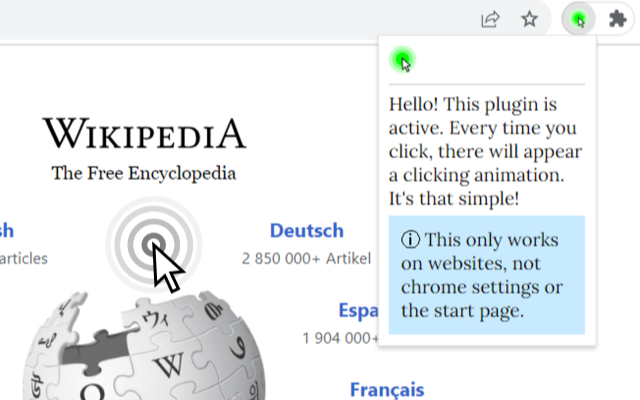 WIKIPEDIA
The Free Encyclopedia
sh
articles
Deutsch
2 850 000+ Artikel
Espa
1 904 000+
Français
ウィ
W
Hello! This plugin is
active. Every time you
click, there will appear
a clicking animation.
It's that simple!
ⓘ This only works
on websites, not
chrome settings or
the start page.